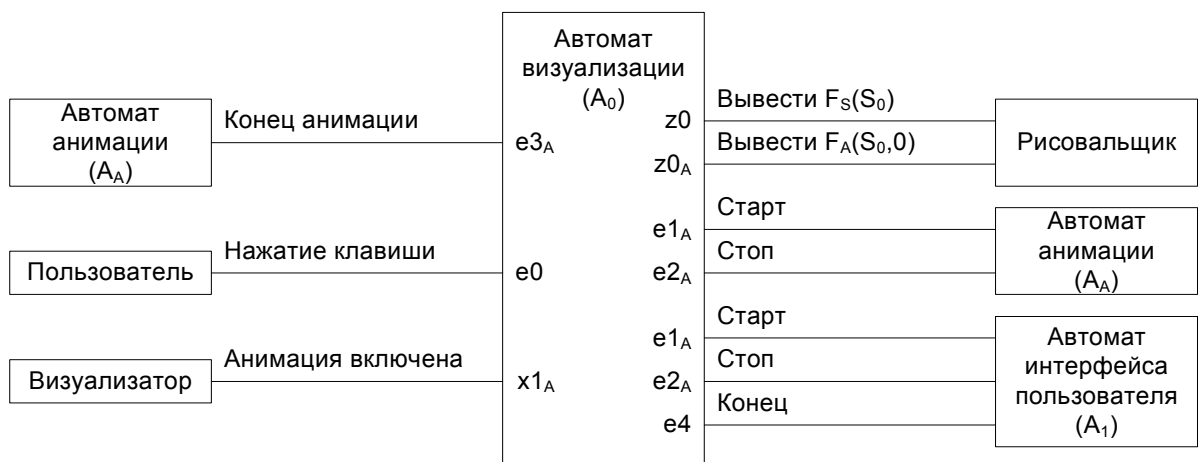 Автомат
визуализации
(A0)
Автомат
анимации
(AA)
Конец анимации
e3A
Пользователь
Нажатие клавиши
e0
Визуализатор
Анимация включена
x1A
z0
Вывести FS(S0)
z0A
Вывести FA(S0,0)
Рисовальщик
e1A
Старт
e2A
Стоп
Автомат
анимации
(AA)
e1A
Старт
e2A
Стоп
e4
Конец
Автомат
интерфейса
пользователя
(A1)